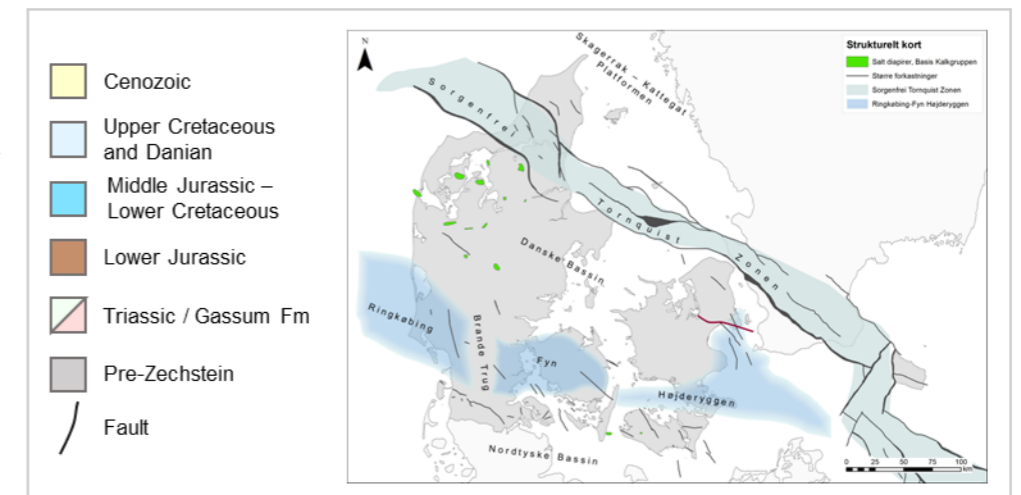 Cenozoic
Upper Cretaceous
and Danian
Middle Jurassic –
Lower Cretaceous
Lower Jurassic
Triassic / Gassum Fm
Pre-Zechstein
Fault
N
Skagerrak – Kattegat
Platformen
Strukturelt kort
Salt diapirer, Basis Kalkgruppen
Større forkastninger
Sorgenfrei Tornquist Zonen
Ringkøbing-Fyn Højderyggen
Sorgenfrei
Tornquist
Zonen
Danske Bassin
Ringkøbing
Brande Trug
Fyn
Højderyggen
Nordtyske Bassin
0 25 50 75 100
km